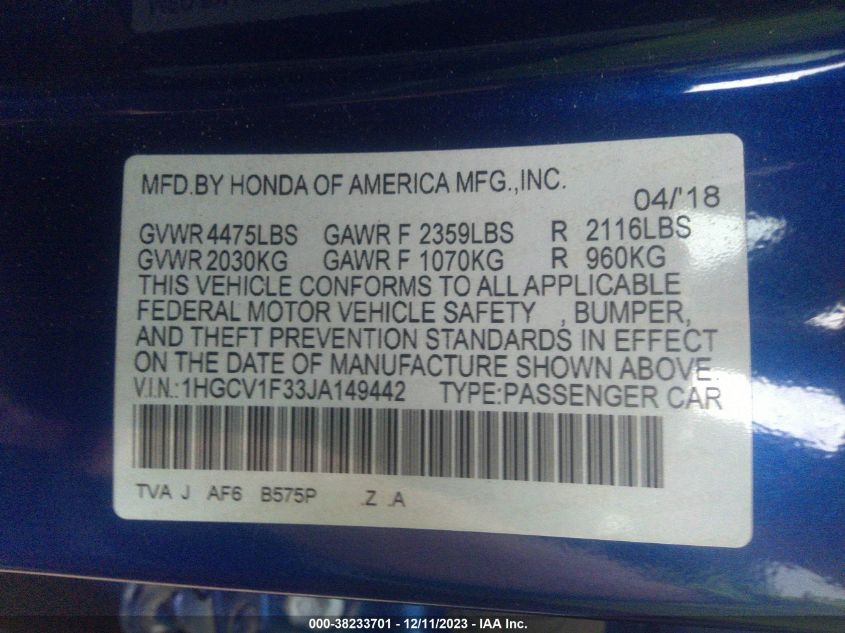 MFD.BY HONDA OF AMERICA MFG.,INC.
04/'18
GVWR 4475LBS GAWR F 2359LBS R 2116LBS
GVWR 2030KG GAWR F 1070KG R 960KG
THIS VEHICLE CONFORMS TO ALL APPLICABLE
FEDERAL MOTOR VEHICLE SAFETY , BUMPER,
AND THEFT PREVENTION STANDARDS IN EFFECT
ON THE DATE OF MANUFACTURE SHOWN ABOVE.
V.I.N.:1HGCV1F33JA149442 TYPE:PASSENGER CAR
TVA J AF6 B575P .Z .A
000-38233701 - 12/11/2023 - IAA Inc.